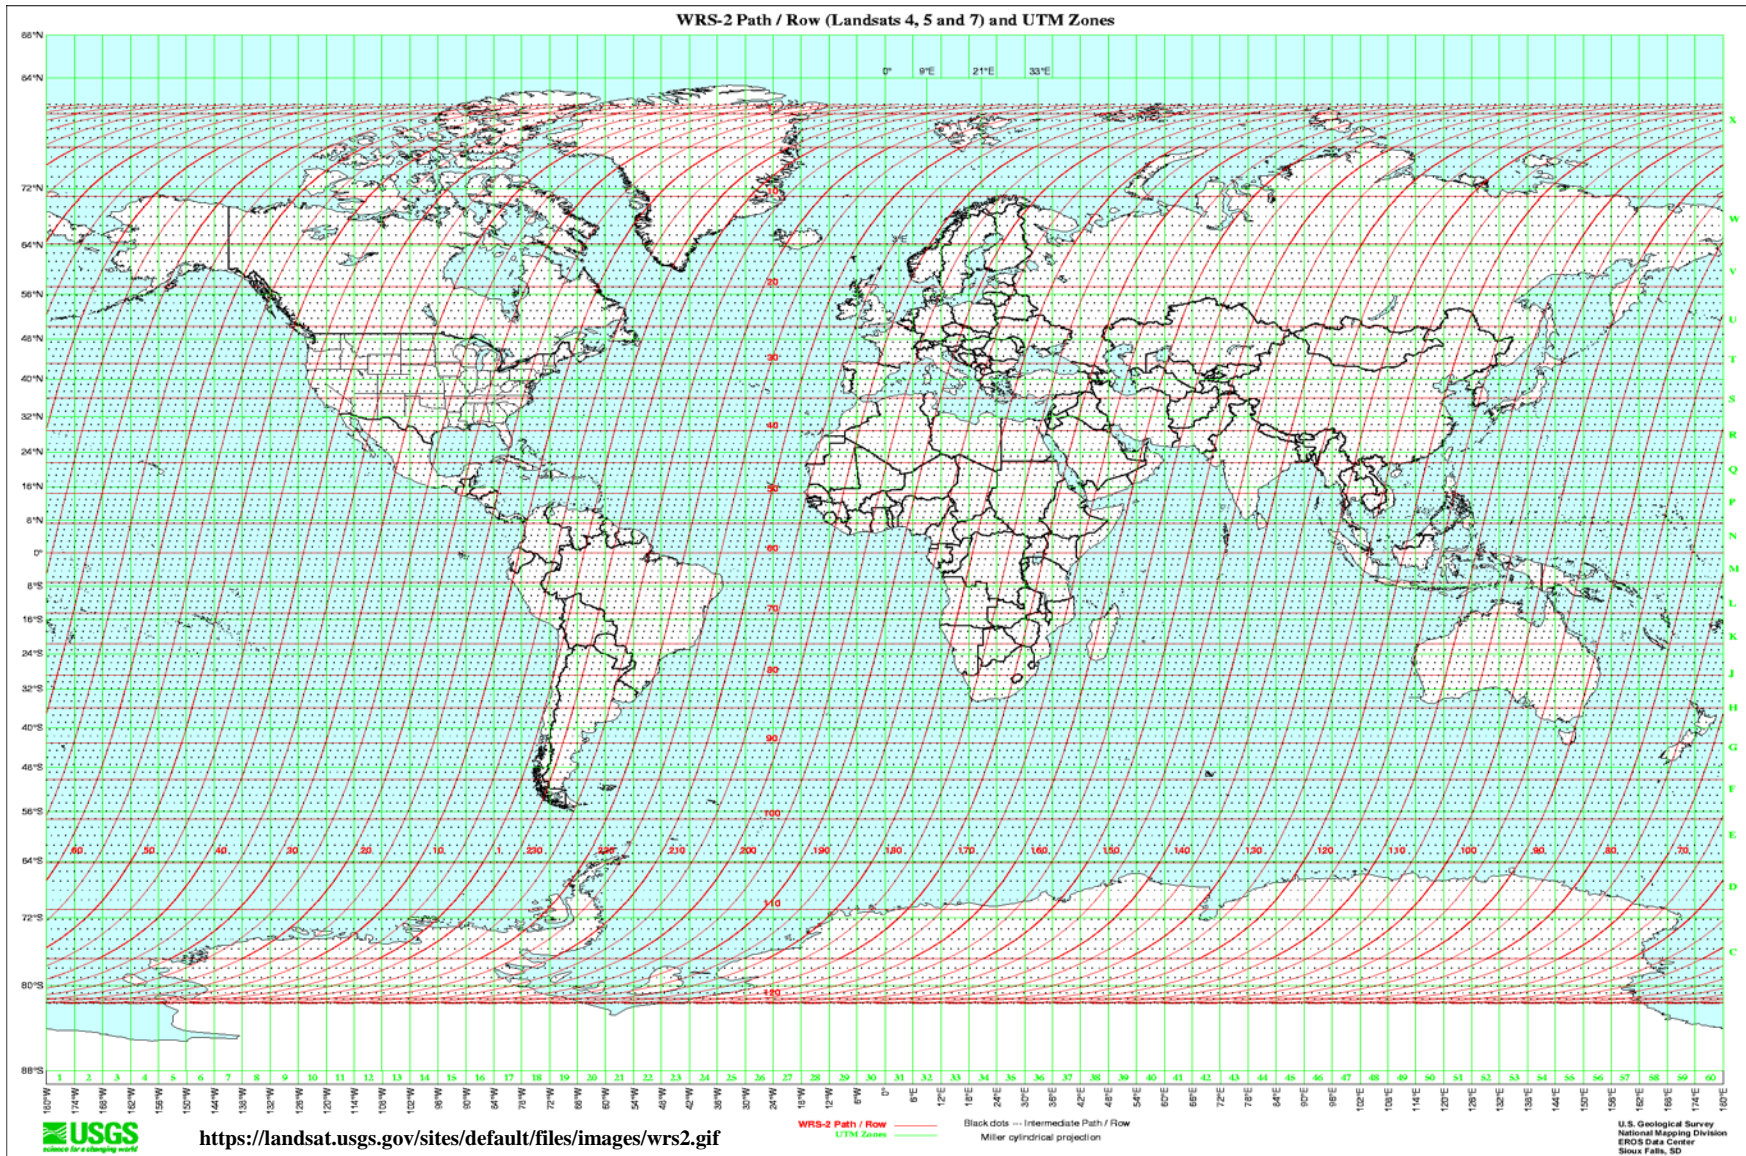 WRS-2 Path / Row (Landsats 4, 5 and 7) and UTM Zones
88°N
0° 9°E 21°E 33°E
84°N
X
72°N
10
W
64°N
3°E
V
20
56°N
U
48°N
30
T
40°N
S
32°N
40
R
24°N
Q
16°N
50
P
8°N
N
0°
60
M
8°S
L
70
16°S
K
24°S
80
J
32°S
H
40°S
90
G
48°S
F
56°S
100
E
60 50 40 30 20 10 1 230 220 210 200 190 180 170 160 150 140 130 120 110 100 90 80 70
64°S
D
110
72°S
C
80°S
120
88°S
1 2 3 4 5 6 7 8 9 10 11 12 13 14 15 16 17 18 19 20 21 22 23 24 25 26 27 28 29 30 31 32 33 34 35 36 37 38 39 40 41 42 43 44 45 46 47 48 49 50 51 52 53 54 55 56 57 58 59 60
180°W 174°W 168°W 162°W 156°W 150°W 144°W 138°W 132°W 126°W 120°W 114°W 108°W 102°W 96°W 90°W 84°W 78°W 72°W 66°W 60°W 54°W 48°W 42°W 36°W 30°W 24°W 18°W 12°W 6°W 0° 6°E 12°E 18°E 24°E 30°E 36°E 42°E 48°E 54°E 60°E 66°E 72°E 78°E 84°E 90°E 96°E 102°E 108°E 114°E 120°E 126°E 132°E 138°E 144°E 150°E 156°E 162°E 168°E 174°E 180°E
USGS
science for a changing world
https://landsat.usgs.gov/sites/default/files/images/wrs2.gif
WRS-2 Path / Row
UTM Zones
Black dots --- Intermediate Path / Row
Miller cylindrical projection
U.S. Geological Survey
National Mapping Division
EROS Data Center
Sioux Falls, SD